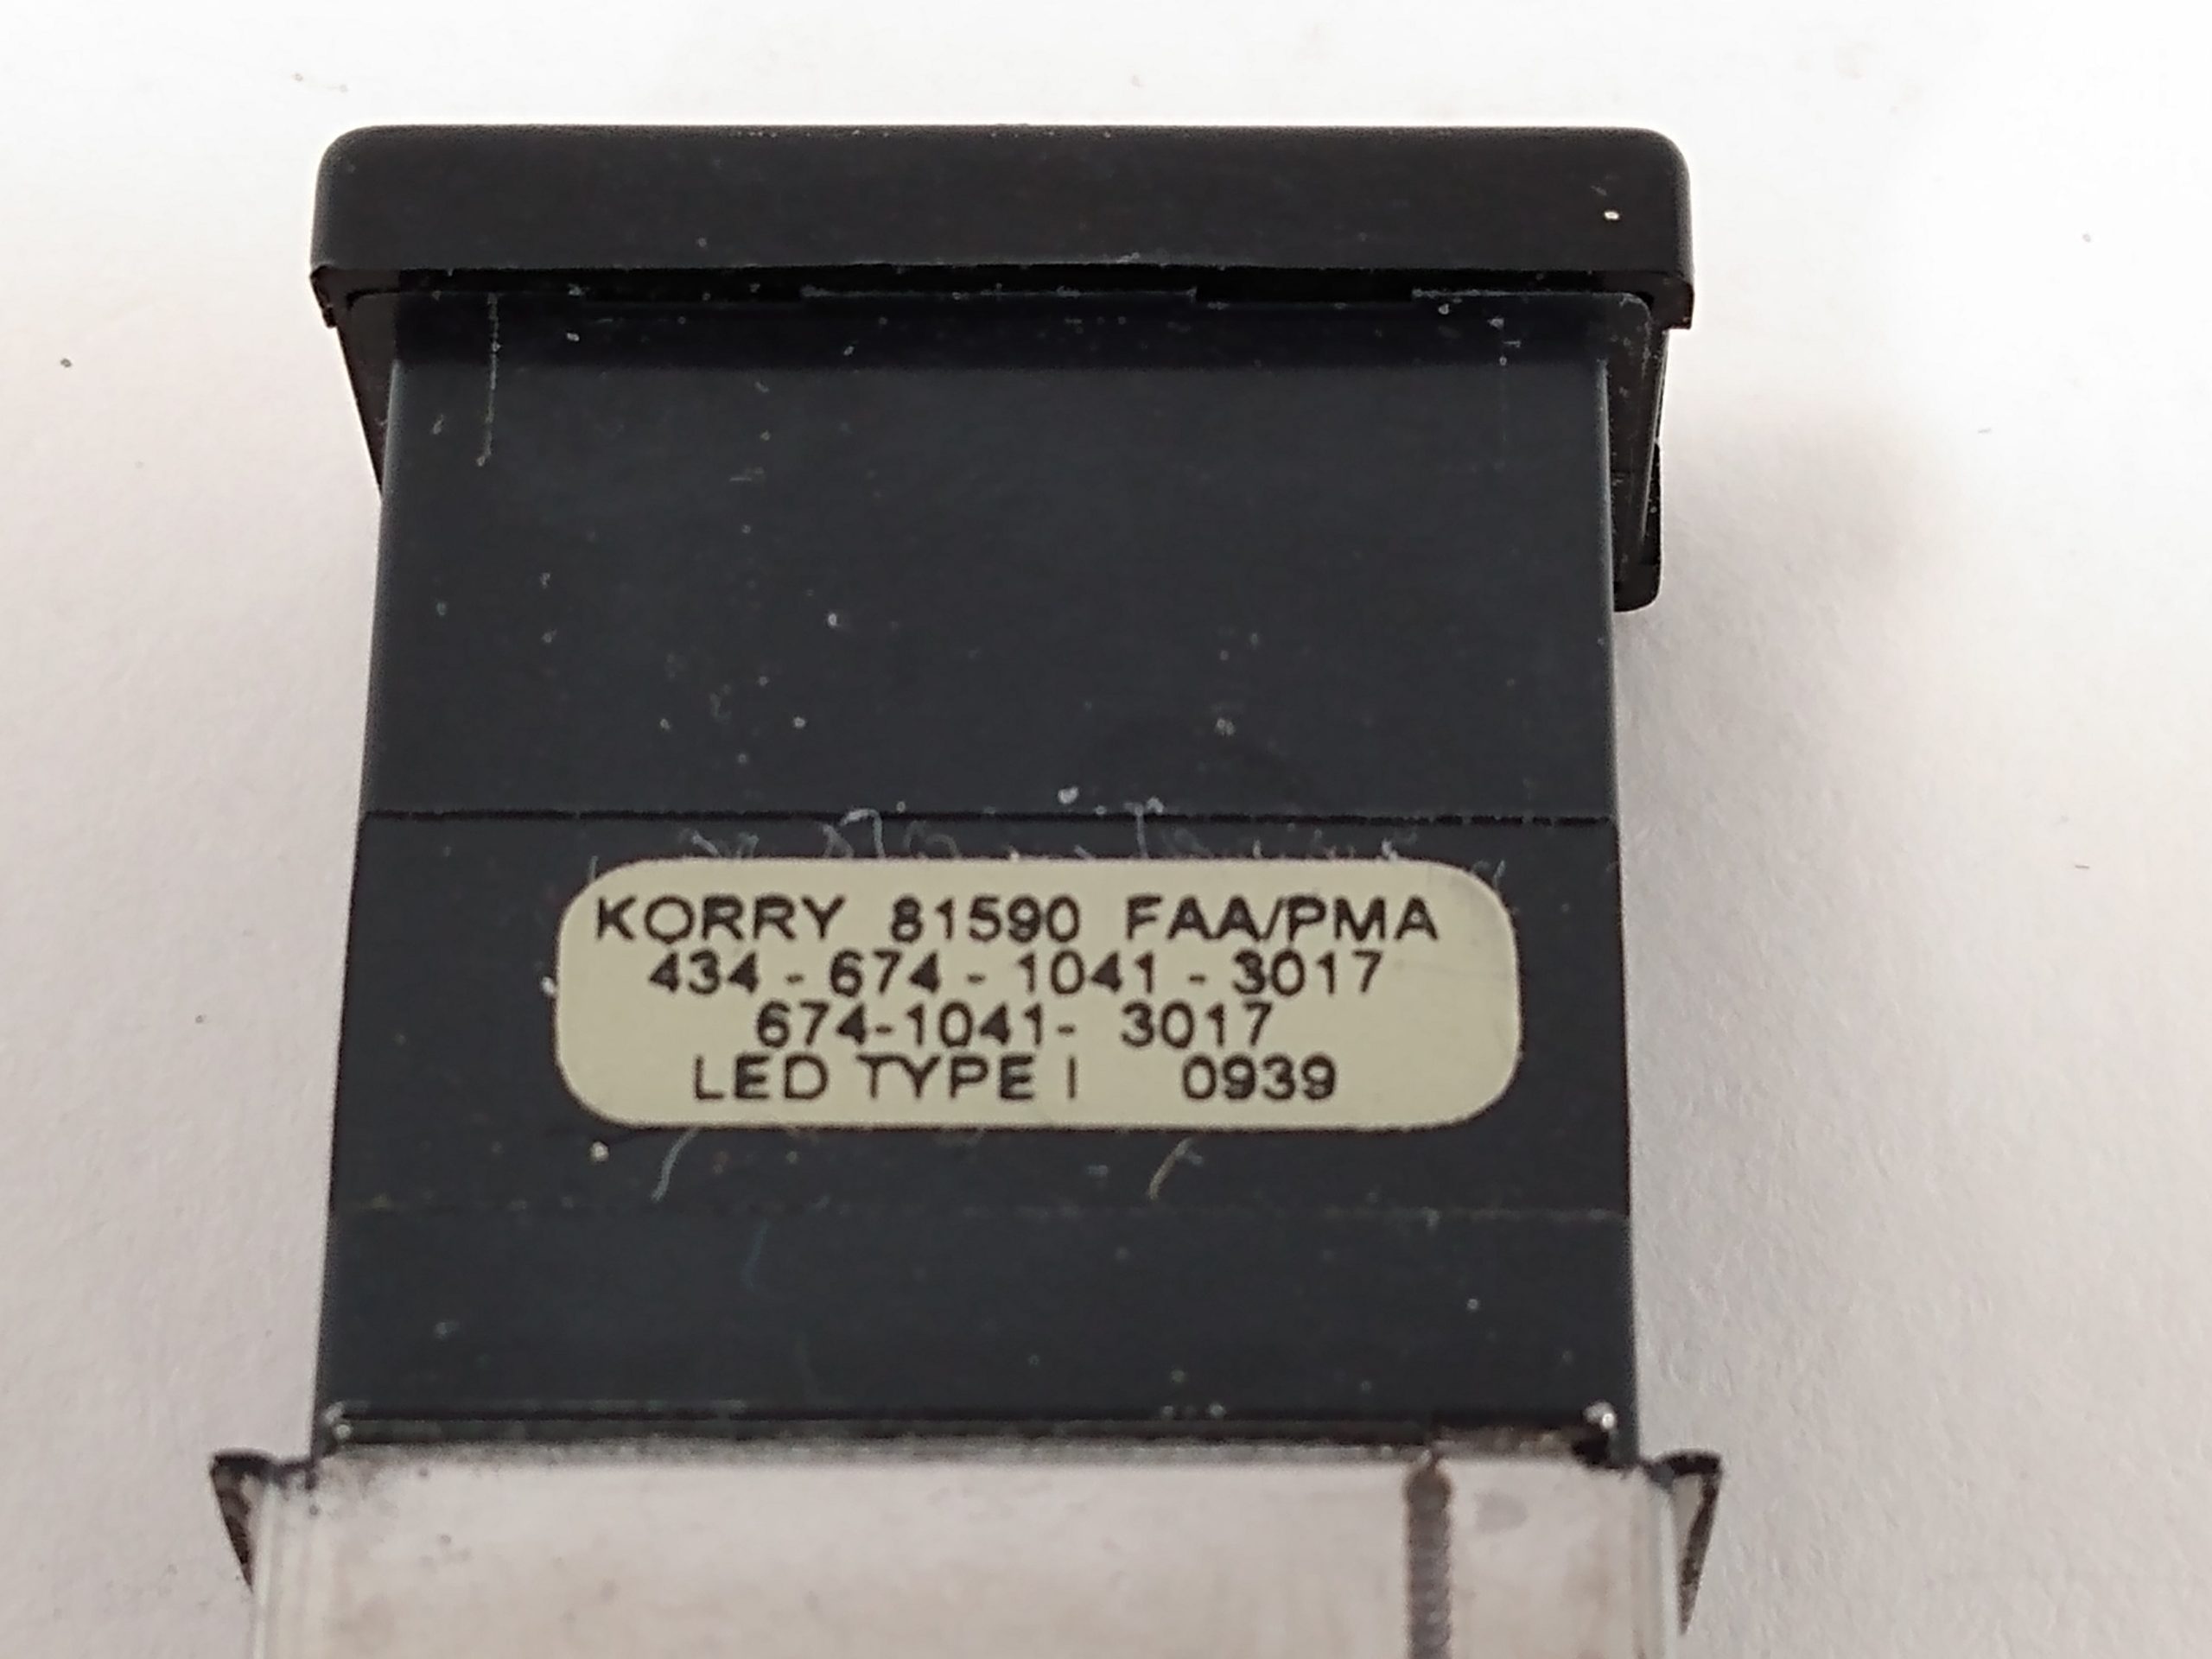 KORRY 81590 FAA/PMA
434 - 674 - 1041 - 3017
674-1041- 3017
LED TYPE I 0939